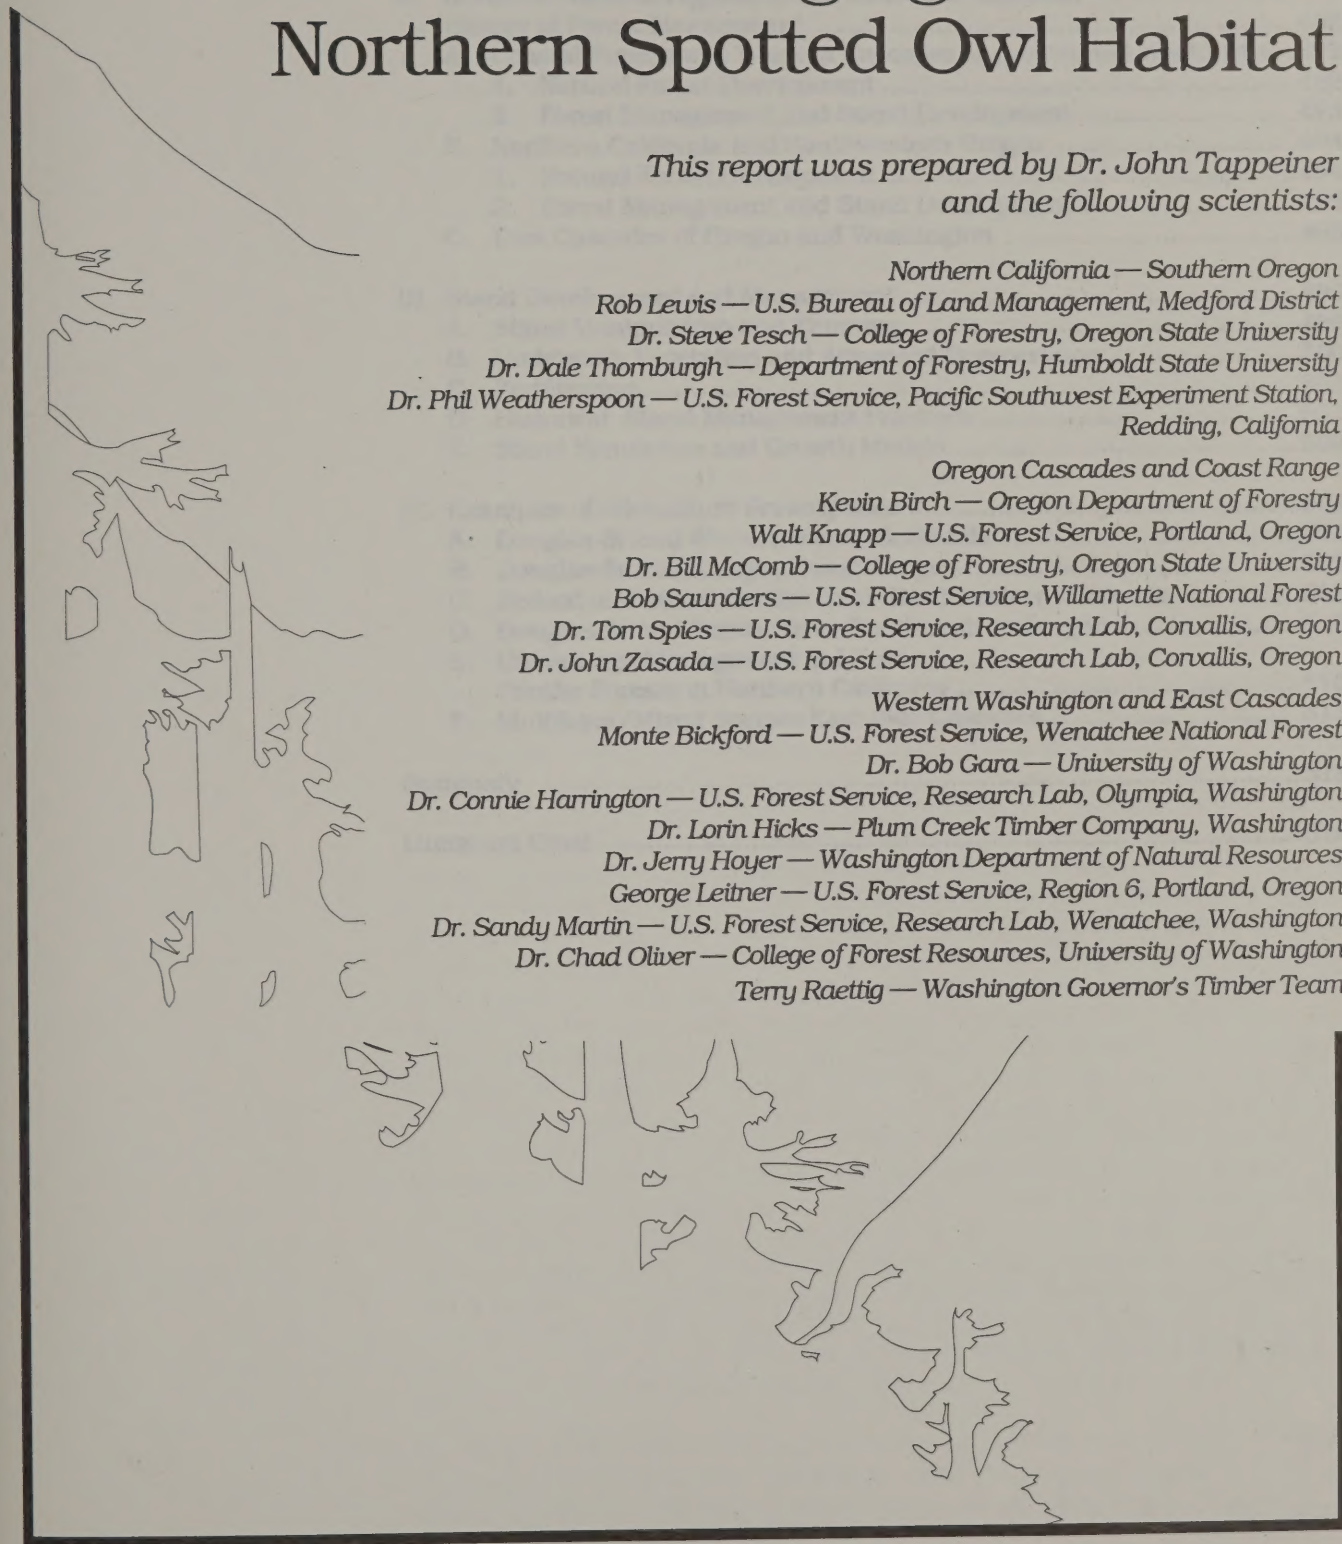 Northern Spotted Owl Habitat
This report was prepared by Dr. John Tappeiner
and the following scientists:
Northern California — Southern Oregon
Rob Lewis — U.S. Bureau of Land Management, Medford District
Dr. Steve Tesch — College of Forestry, Oregon State University
Dr. Dale Thornburgh — Department of Forestry, Humboldt State University
Dr. Phil Weatherspoon — U.S. Forest Service, Pacific Southwest Experiment Station,
Redding, California
Oregon Cascades and Coast Range
Kevin Birch — Oregon Department of Forestry
Walt Knapp — U.S. Forest Service, Portland, Oregon
Dr. Bill McComb — College of Forestry, Oregon State University
Bob Saunders — U.S. Forest Service, Willamette National Forest
Dr. Tom Spies — U.S. Forest Service, Research Lab, Corvallis, Oregon
Dr. John Zasada — U.S. Forest Service, Research Lab, Corvallis, Oregon
Western Washington and East Cascades
Monte Bickford — U.S. Forest Service, Wenatchee National Forest
Dr. Bob Gara — University of Washington
Dr. Connie Harrington — U.S. Forest Service, Research Lab, Olympia, Washington
Dr. Lorin Hicks — Plum Creek Timber Company, Washington
Dr. Jerry Hoyer — Washington Department of Natural Resources
George Leitner — U.S. Forest Service, Region 6, Portland, Oregon
Dr. Sandy Martin — U.S. Forest Service, Research Lab, Wenatchee, Washington
Dr. Chad Oliver — College of Forest Resources, University of Washington
Terry Raettig — Washington Governor's Timber Team